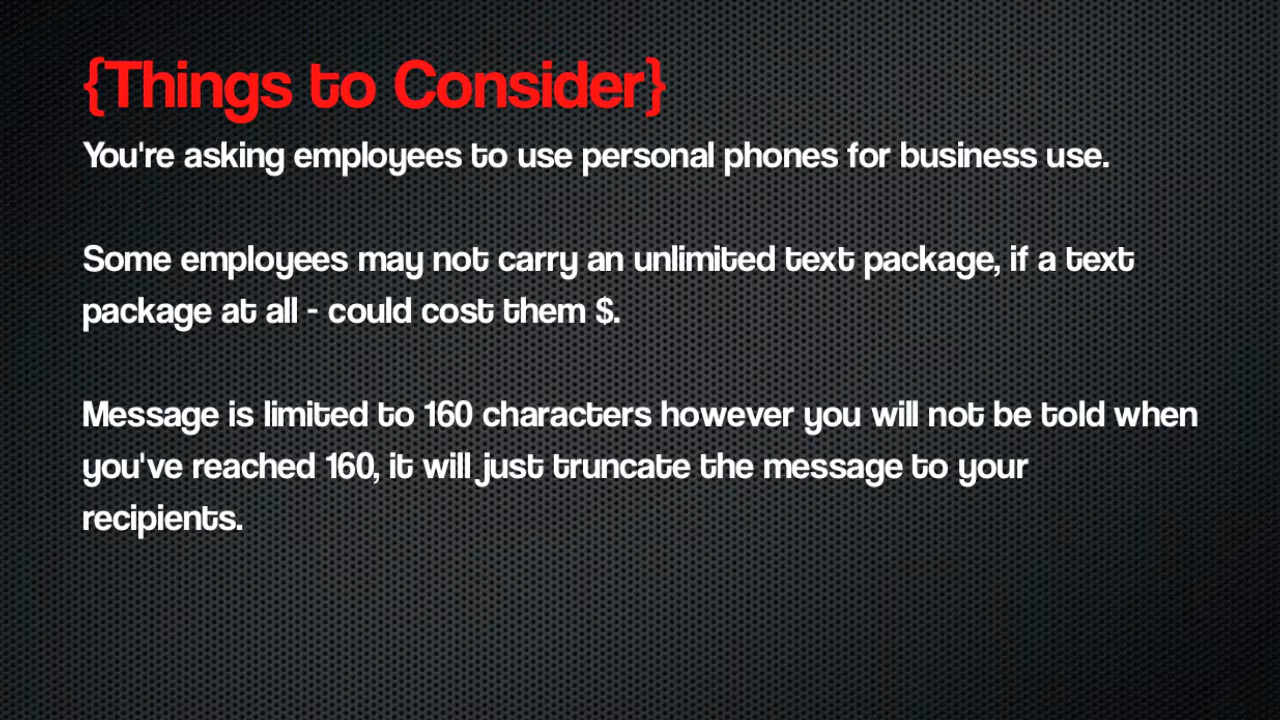 {Things to Consider}
You're asking employees to use personal phones for business use.
Some employees may not carry an unlimited text package, if a text
package at all - could cost them $.
Message is limited to 160 characters however you will not be told when
you've reached 160, it will just truncate the message to your
recipients.